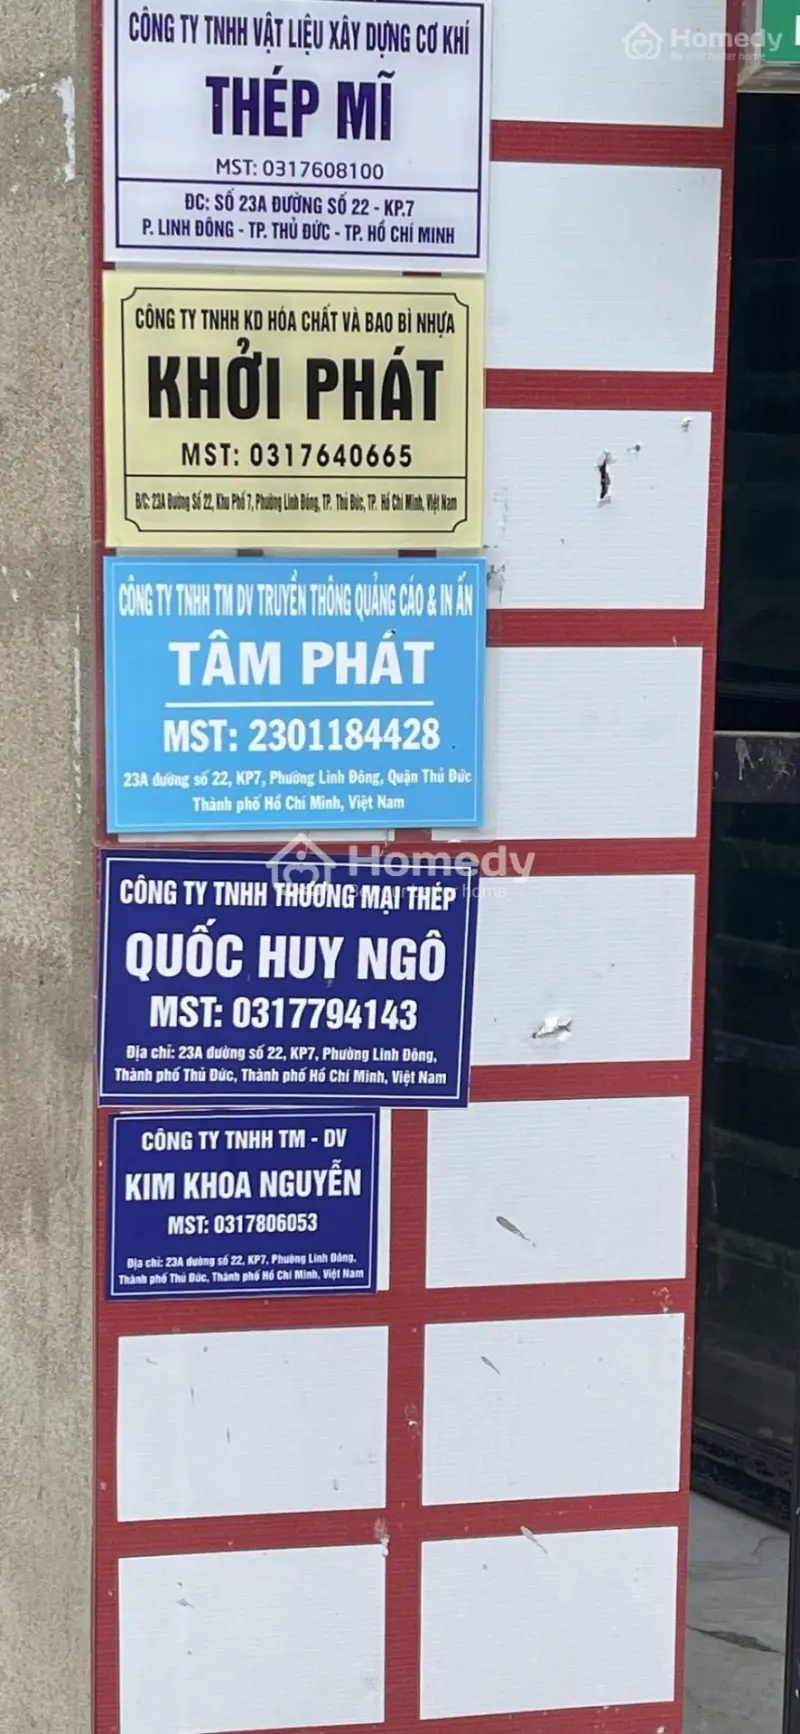 CÔNG TY TNHH VẬT LIỆU XÂY DỰNG CƠ KHÍ
THÉP MĨ
MST: 0317608100
ĐC: SỐ 23A ĐƯỜNG SỐ 22 - KP.7
P. LINH ĐÔNG - TP. THỦ ĐỨC - TP. HỒ CHÍ MINH
Homedy
Be your better home
CÔNG TY TNHH KD HÓA CHẤT VÀ BAO BÌ NHỰA
KHỞI PHÁT
MST: 0317640665
Đ/C: 23A Đường Số 22, Khu Phố 7, Phường Linh Đông, TP. Thủ Đức, TP. Hồ Chí Minh, Việt Nam
CÔNG TY TNHH TM DV TRUYỀN THÔNG QUẢNG CÁO & IN ẤN
TÂM PHÁT
MST: 2301184428
23A đường số 22, KP7, Phường Linh Đông, Quận Thủ Đức
Thành phố Hồ Chí Minh, Việt Nam
Homedy
Be your better home
CÔNG TY TNHH THƯƠNG MẠI THÉP
QUỐC HUY NGÔ
MST: 0317794143
Địa chỉ: 23A đường số 22, KP7, Phường Linh Đông,
Thành phố Thủ Đức, Thành phố Hồ Chí Minh, Việt Nam
CÔNG TY TNHH TM - DV
KIM KHOA NGUYỄN
MST: 0317806053
Địa chỉ: 23A đường số 22, KP7, Phường Linh Đông,
Thành phố Thủ Đức, Thành phố Hồ Chí Minh, Việt Nam